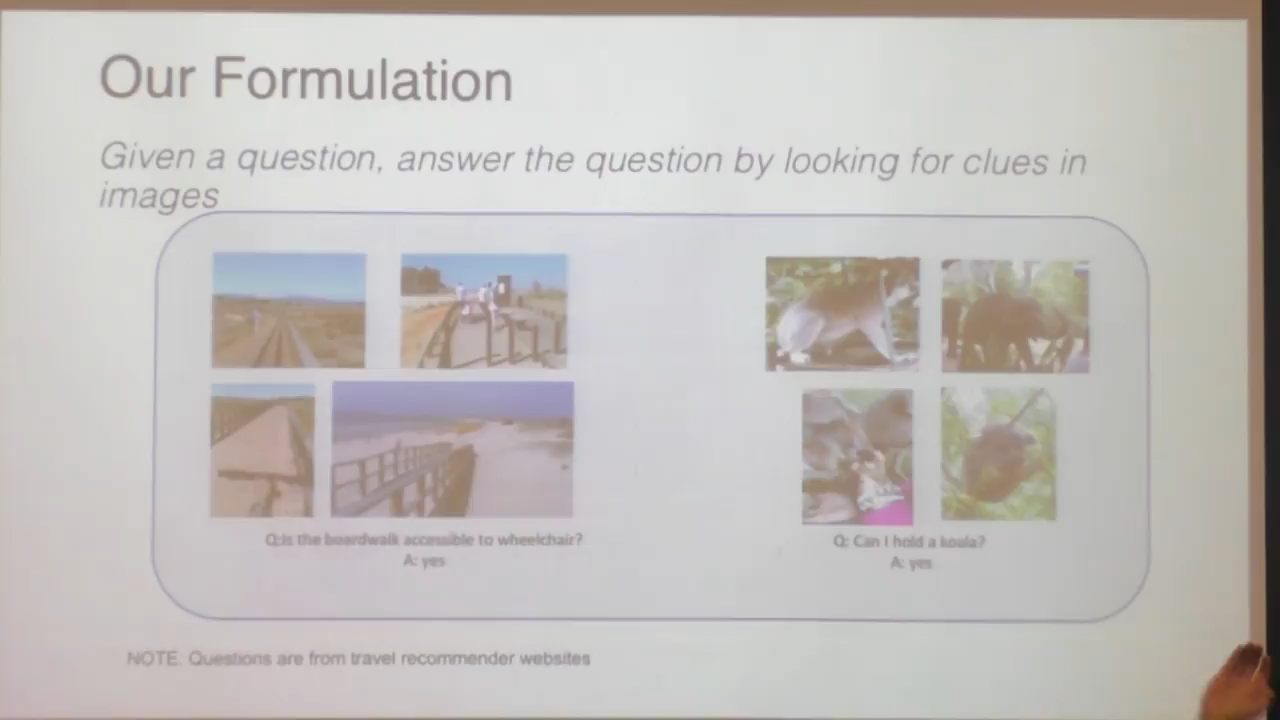 Our Formulation
Given a question, answer the question by looking for clues in
images
Q:Is the boardwalk accessible to wheelchair?
A: yes
Q: Can I hold a koala?
A: yes
NOTE: Questions are from travel recommender websites